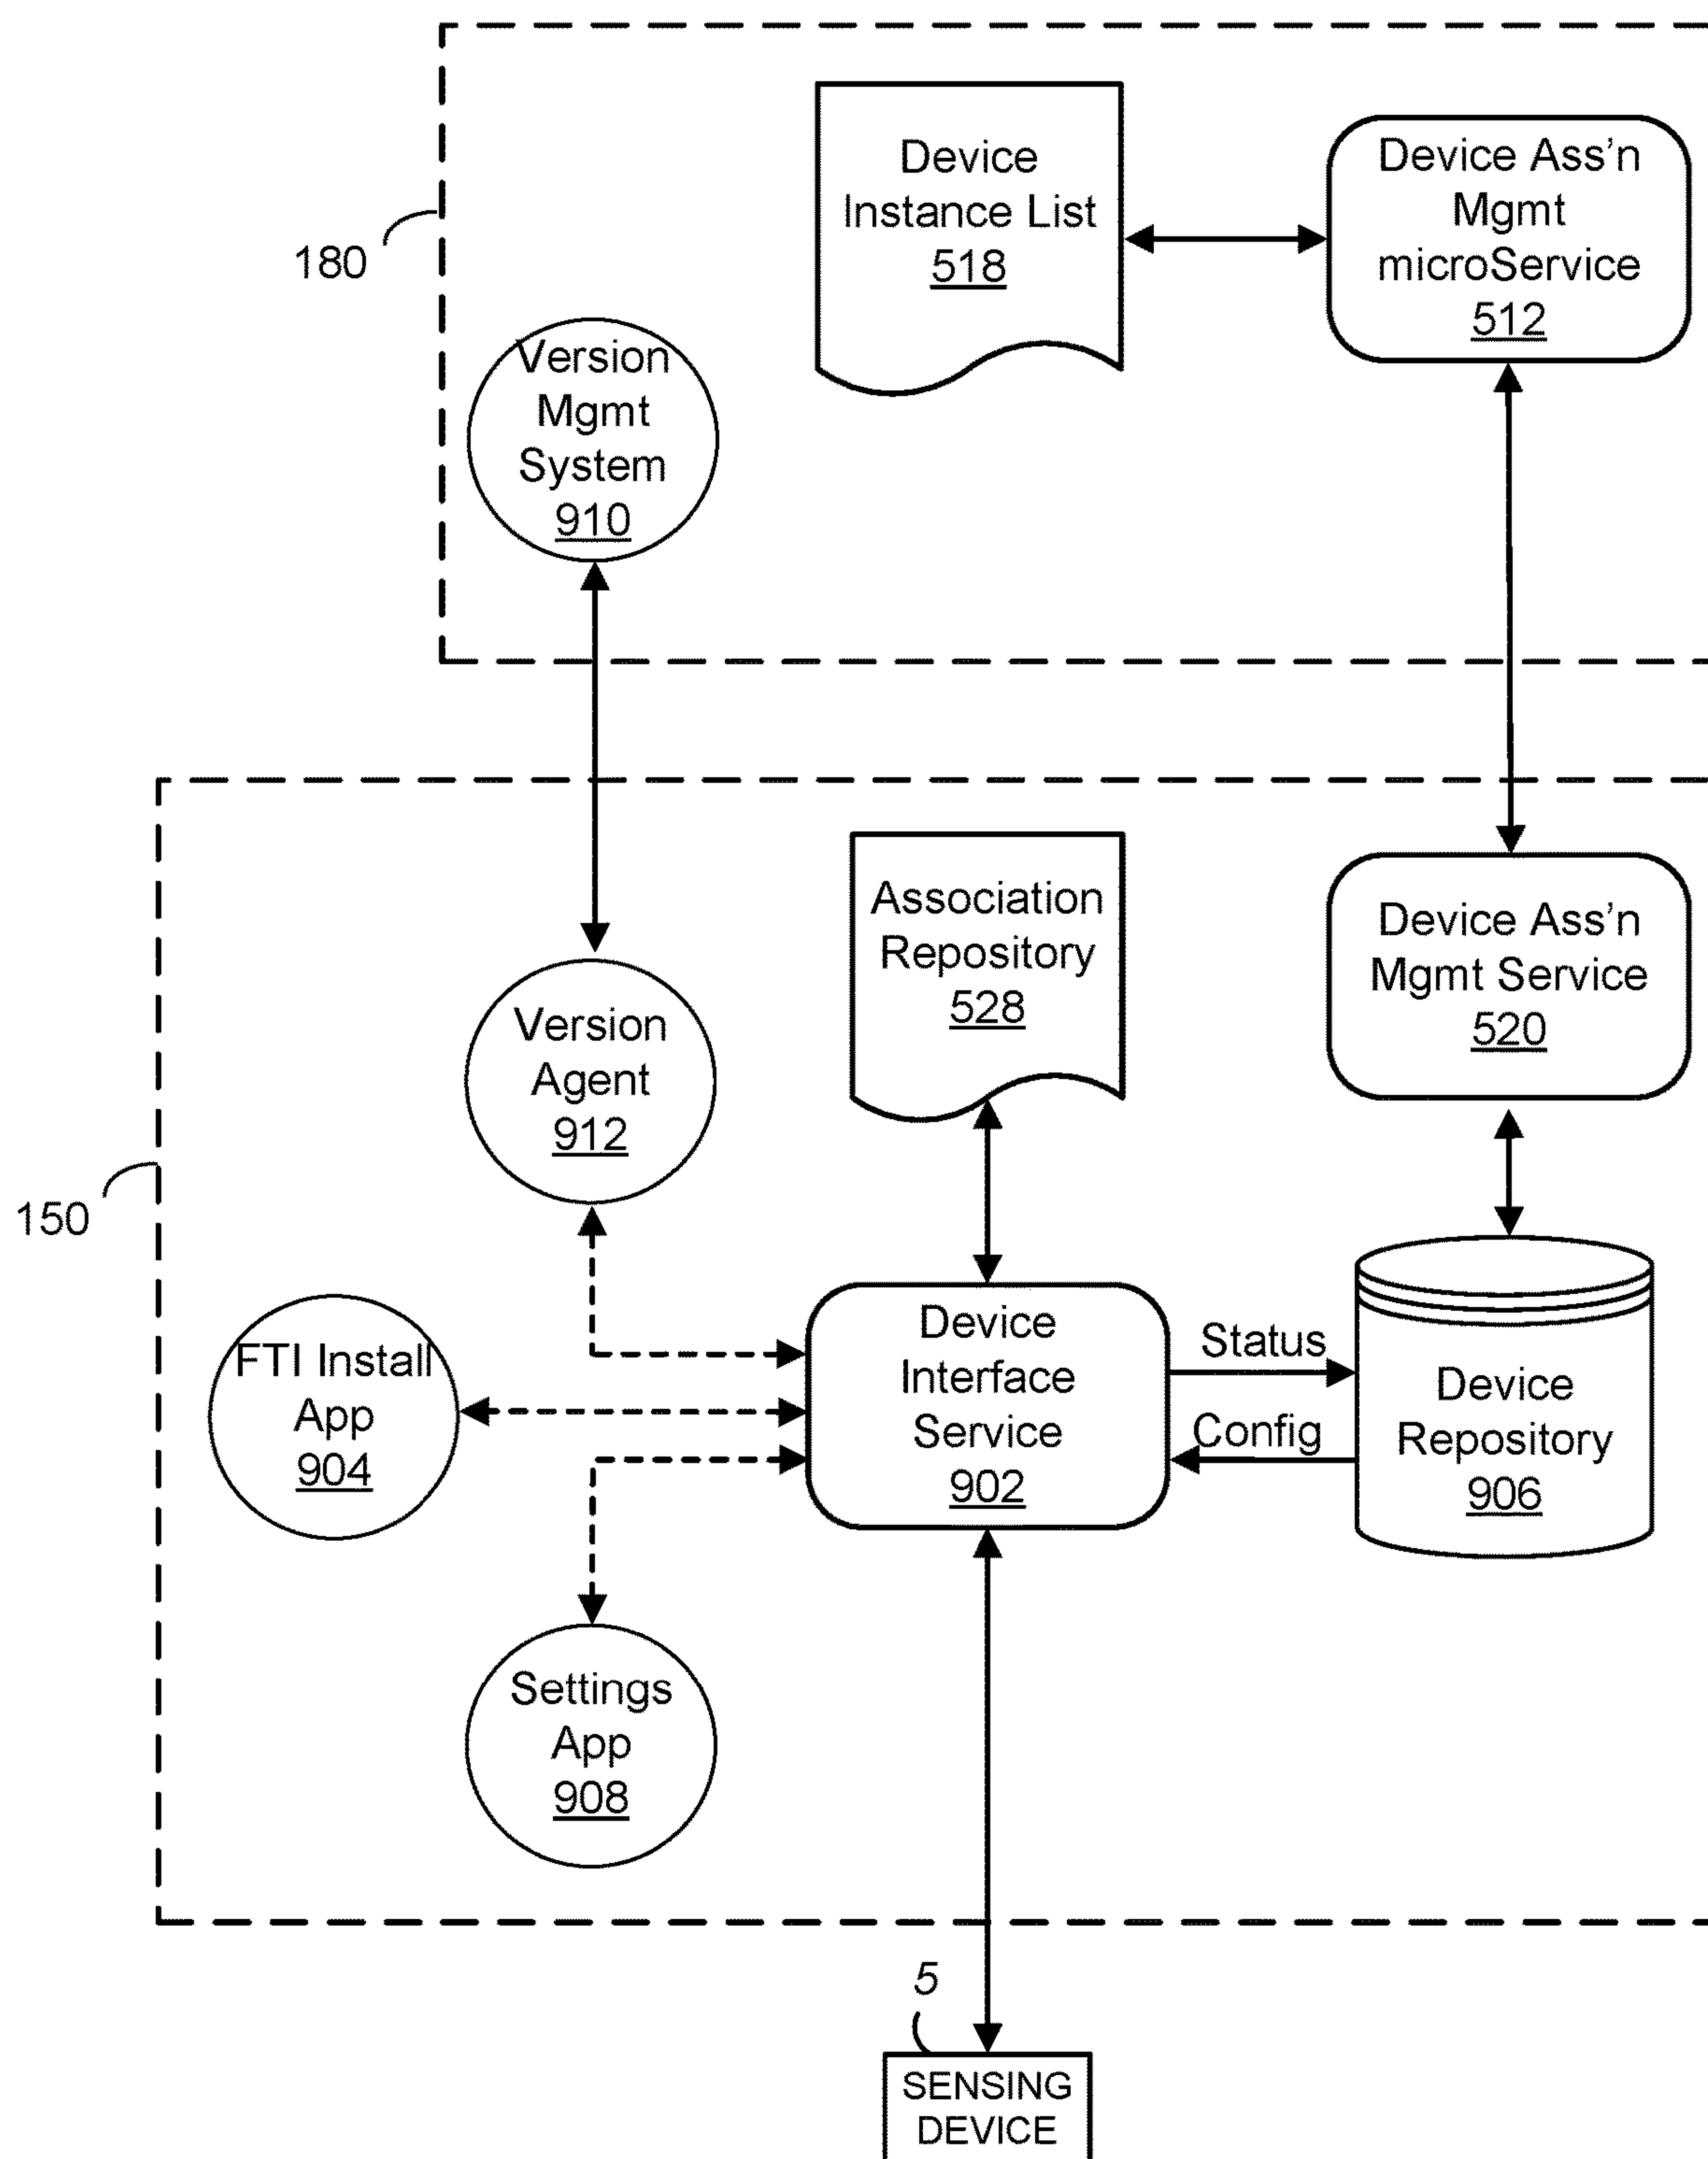 180
Device
Instance List
518
Device Ass'n
Mgmt
microService
512
Version
Mgmt
System
910
150
Association
Repository
528
Device Ass'n
Mgmt Service
520
Version
Agent
912
FTI Install
App
904
Device
Interface
Service
902
Status
Config
Device
Repository
906
Settings
App
908
5
SENSING
DEVICE